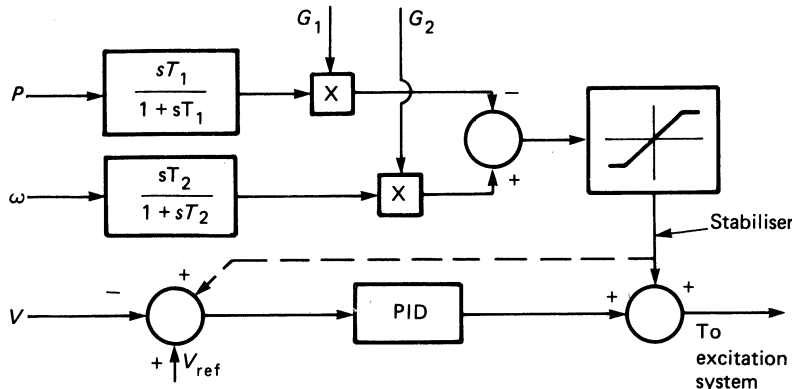 G1 G2
P
sT1
1 + sT1
X
−
ω
sT2
1 + sT2
X
+
Stabiliser
−
+
V
PID
+
+
+
Vref
To
excitation
system